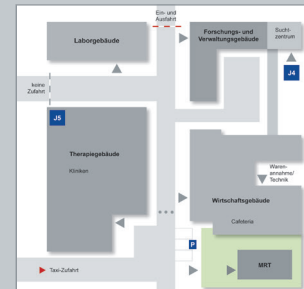 Ein- und
Ausfahrt
Laborgebäude
Forschungs- und
Verwaltungsgebäude
Sucht-
zentrum
J4
keine
Zufahrt
J5
Therapiegebäude
Kliniken
Waren-
annahme/
Technik
Wirtschaftsgebäude
Cafeteria
P
MRT
Taxi-Zufahrt